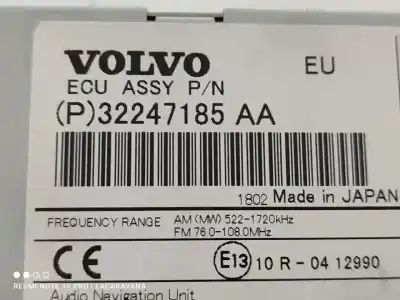 VOLVO
EU
ECU ASSY P/N
(P)32247185 AA
1802 Made in JAPAN
FREQUENCY RANGE
AM (MW) 522-1720kHz
FM 76.0-108.0MHz
CE
E13 10 R - 04 12990
Audio Navigation Unit
REDMI NOTE 10 PRO | LEACARAVANA